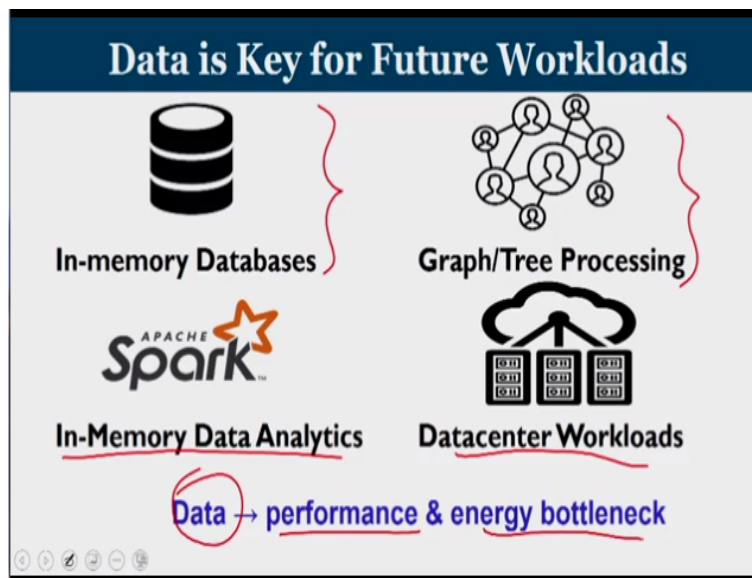 Data is Key for Future Workloads
In-memory Databases
Graph/Tree Processing
APACHE
Spark™
In-Memory Data Analytics
Datacenter Workloads
Data → performance & energy bottleneck